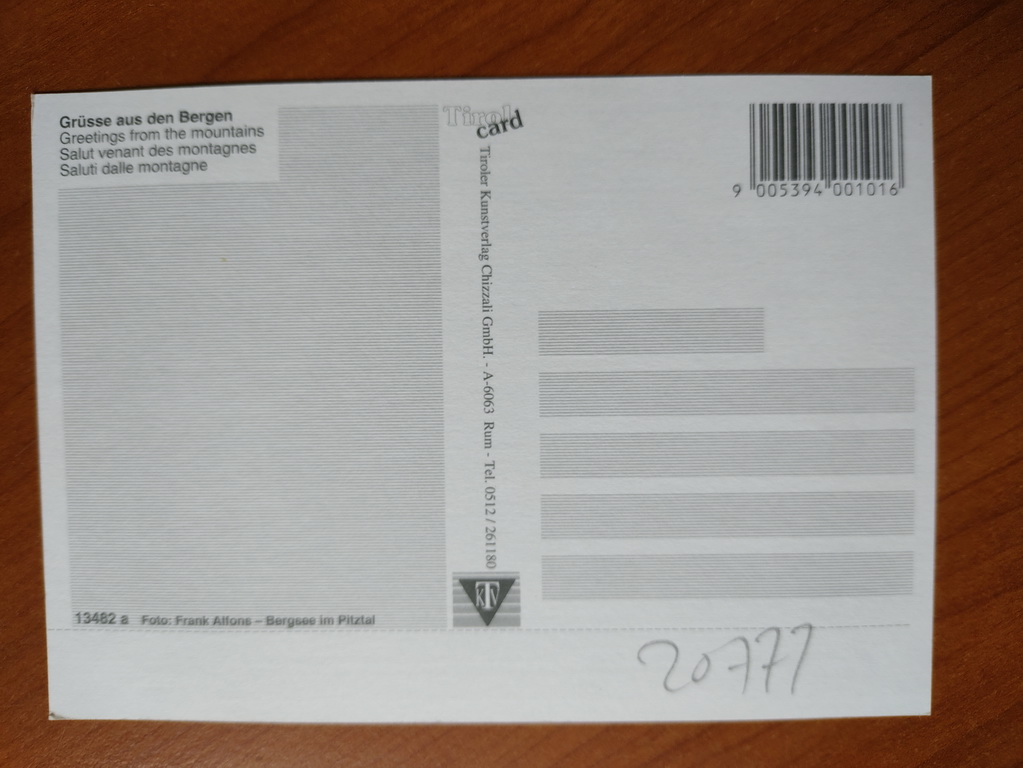 Grüsse aus den Bergen
Greetings from the mountains
Salut venant des montagnes
Saluti dalle montagne
Tirol
card
Tiroler Kunstverlag Chizzali GmbH. - A-6063 Rum - Tel. 0512 / 261180
9 005394 001016
KTV
13482 a Foto: Frank Alfons – Bergsee im Pitztal
20777